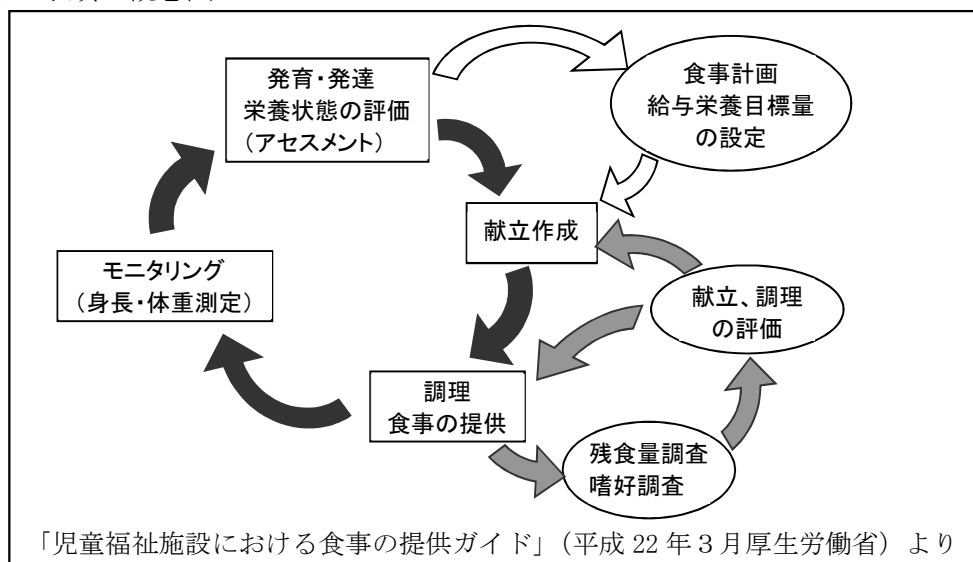 発育・発達
栄養状態の評価
（アセスメント）
食事計画
給与栄養目標量
の設定
献立作成
モニタリング
（身長・体重測定）
献立、調理
の評価
調理
食事の提供
残食量調査
嗜好調査
「児童福祉施設における食事の提供ガイド」（平成 22 年３月厚生労働省）より